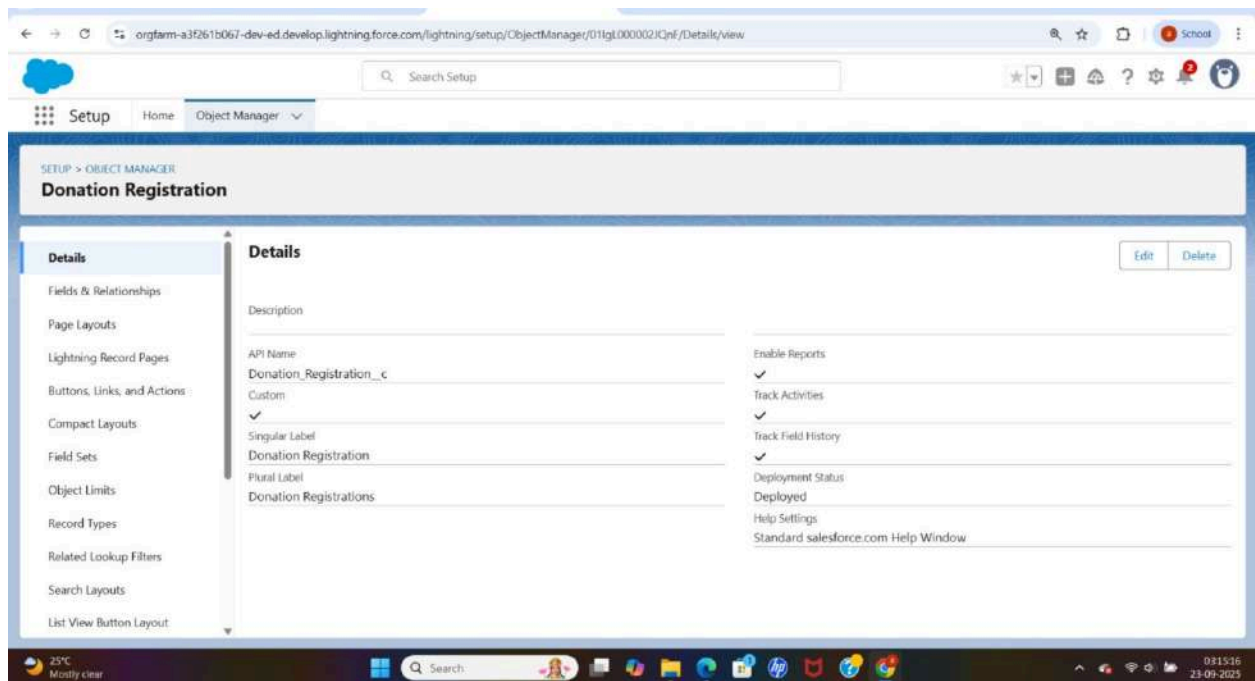 orgfarm-a3f261b067-dev-ed.develop.lightning.force.com/lightning/setup/ObjectManager/01IgL000002JQnF/Details/view
School
Search Setup
2
Setup Home Object Manager
SETUP > OBJECT MANAGER
Donation Registration
Details
Fields & Relationships
Page Layouts
Lightning Record Pages
Buttons, Links, and Actions
Compact Layouts
Field Sets
Object Limits
Record Types
Related Lookup Filters
Search Layouts
List View Button Layout
Details
Edit Delete
Description
API Name
Donation_Registration__c
Custom
Singular Label
Donation Registration
Plural Label
Donation Registrations
Enable Reports
Track Activities
Track Field History
Deployment Status
Deployed
Help Settings
Standard salesforce.com Help Window
25°C
Mostly clear
Search
hp
03:15:16
23-09-2025